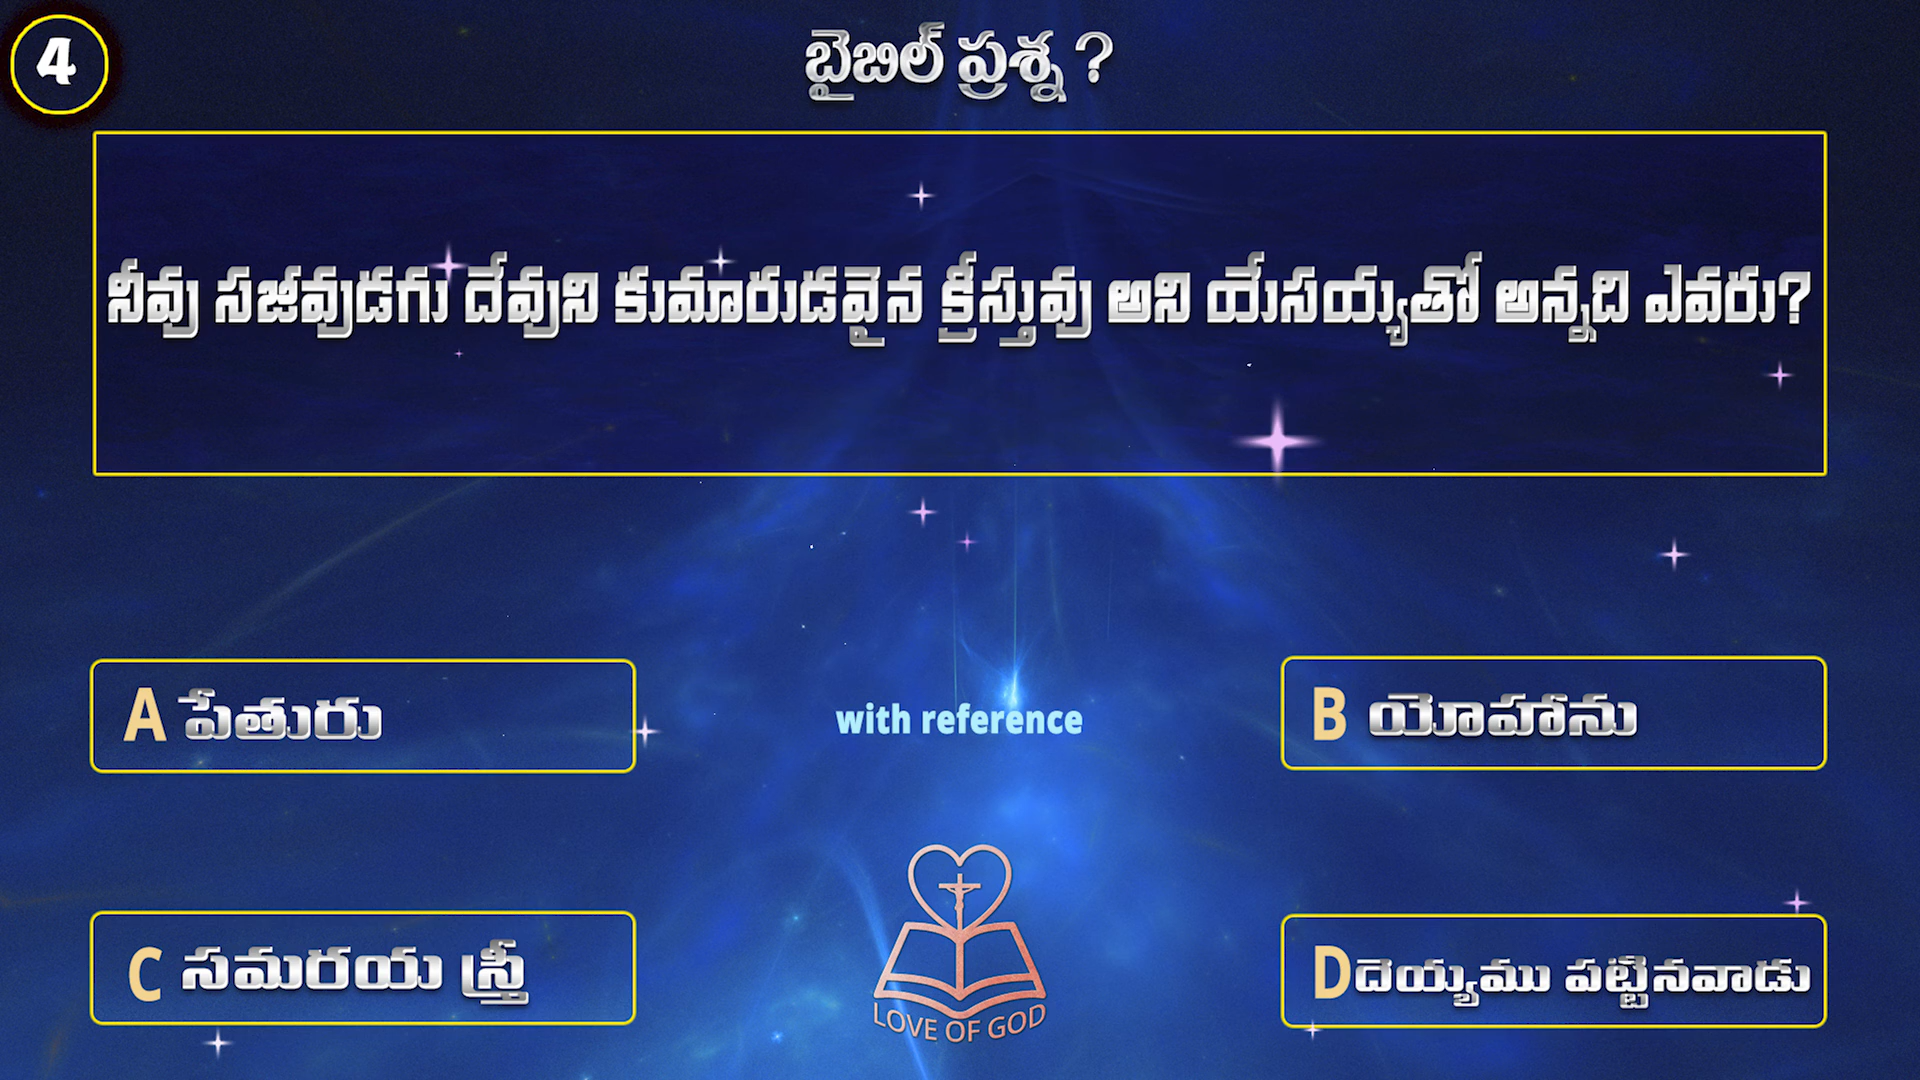 4
బైబిల్ ప్రశ్న ?
నీవు సజీవుడగు దేవుని కుమారుడవైన క్రీస్తువు అని యేసయ్యతో అన్నది ఎవరు?
A పేతురు
with reference
B యోహాను
C సమరయ స్త్రీ
D దెయ్యము పట్టినవాడు
LOVE OF GOD